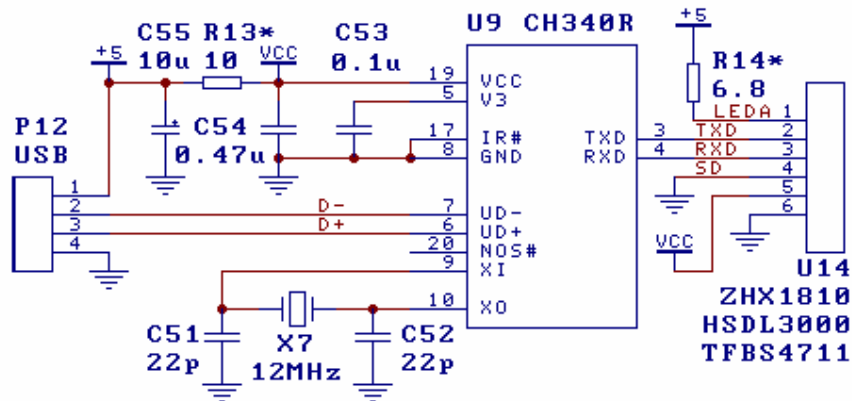 U9 CH340R
C55 R13* C53
+5 10u 10 VCC 0.1u
+5
R14*
6.8
19 VCC
5 V3
P12
USB
C54
0.47u
17 IR#
8 GND
TXD 3
RXD 4
LEDA 1
TXD 2
RXD 3
SD 4
5
6
1
2 D- 7 UD-
3 D+ 6 UD+
4 20 NOS#
9 XI
VCC
10 XO
U14
ZHX1810
HSDL3000
TFBS4711
C51 C52
22p X7 22p
12MHz